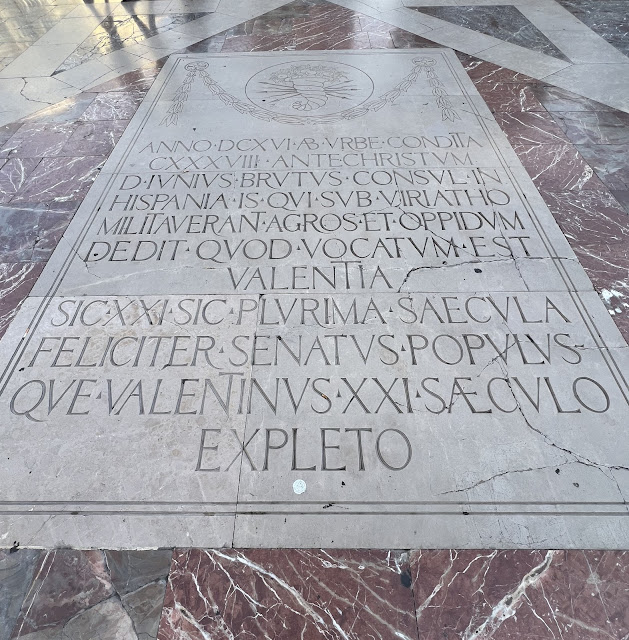 ANNO·DCXVI·AB·VRBE·CONDITA
CXXXVIII·ANTECHRISTVM
D·IVNIVS·BRVTVS·CONSVL·IN
HISPANIA·IS·QVI·SVB·VIRIATHO
MILITAVERANT·AGROS·ET·OPPIDVM
DEDIT·QVOD·VOCATVM·EST
VALENTIA
SIC·XXI·SIC·PLVRIMA·SAECVLA
FELICITER·SENATVS·POPVLVS·
QVE·VALENTINVS·XXI·SÆCVLO
EXPLETO